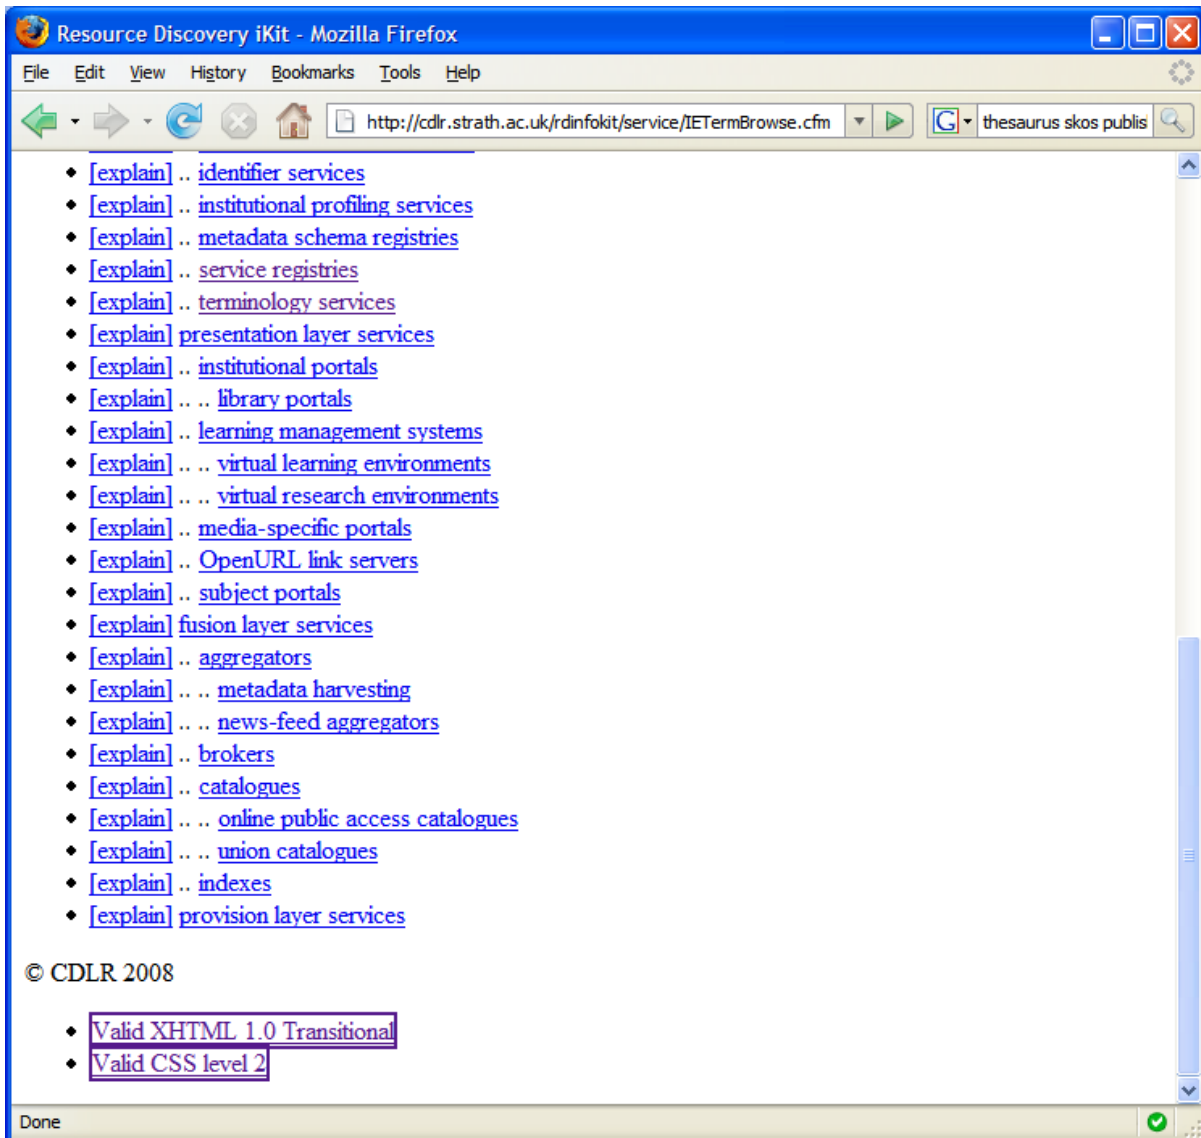 Resource Discovery iKit - Mozilla Firefox
File Edit View History Bookmarks Tools Help
http://cdlr.strath.ac.uk/rdinfokit/service/IETermBrowse.cfm G thesaurus skos publis
[explain] .. identifier services
[explain] .. institutional profiling services
[explain] .. metadata schema registries
[explain] .. service registries
[explain] .. terminology services
[explain] presentation layer services
[explain] .. institutional portals
[explain] .. .. library portals
[explain] .. learning management systems
[explain] .. .. virtual learning environments
[explain] .. .. virtual research environments
[explain] .. media-specific portals
[explain] .. OpenURL link servers
[explain] .. subject portals
[explain] fusion layer services
[explain] .. aggregators
[explain] .. .. metadata harvesting
[explain] .. .. news-feed aggregators
[explain] .. brokers
[explain] .. catalogues
[explain] .. .. online public access catalogues
[explain] .. .. union catalogues
[explain] .. indexes
[explain] provision layer services
© CDLR 2008
Valid XHTML 1.0 Transitional
Valid CSS level 2
Done